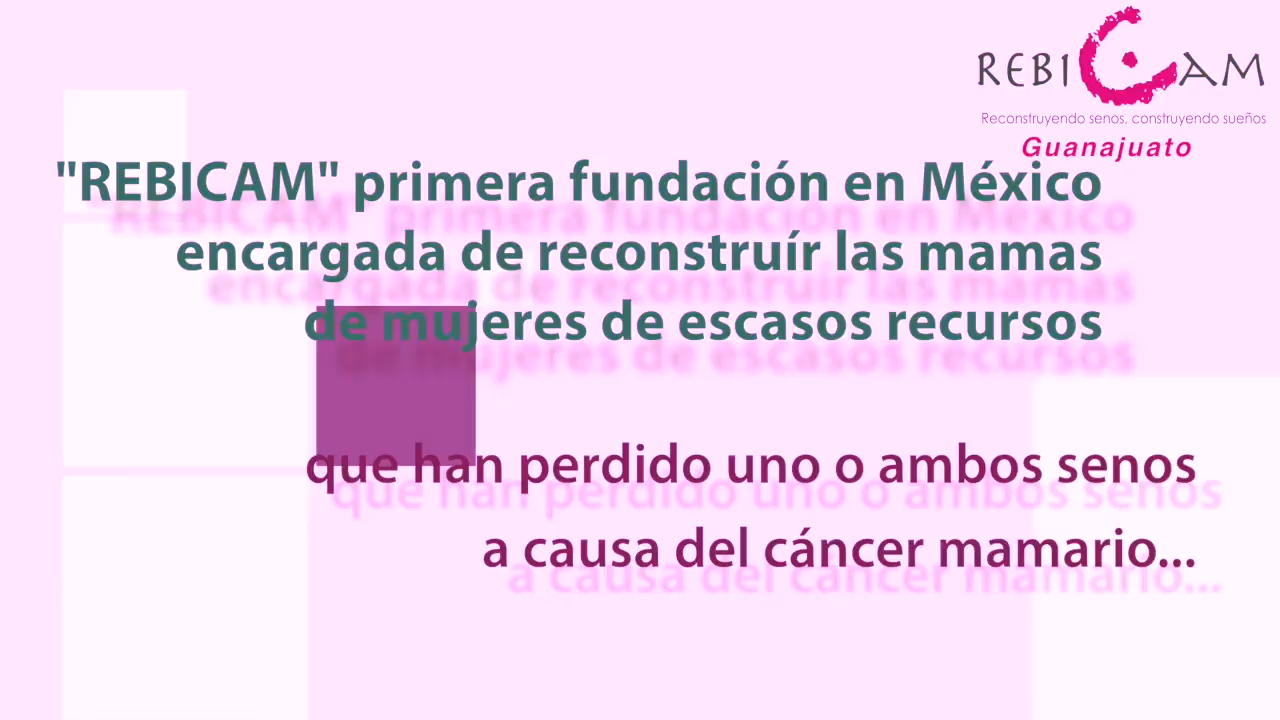 REBICAM
Reconstruyendo senos, construyendo sueños
Guanajuato
"REBICAM" primera fundación en México
encargada de reconstruír las mamas
de mujeres de escasos recursos
que han perdido uno o ambos senos
a causa del cáncer mamario...